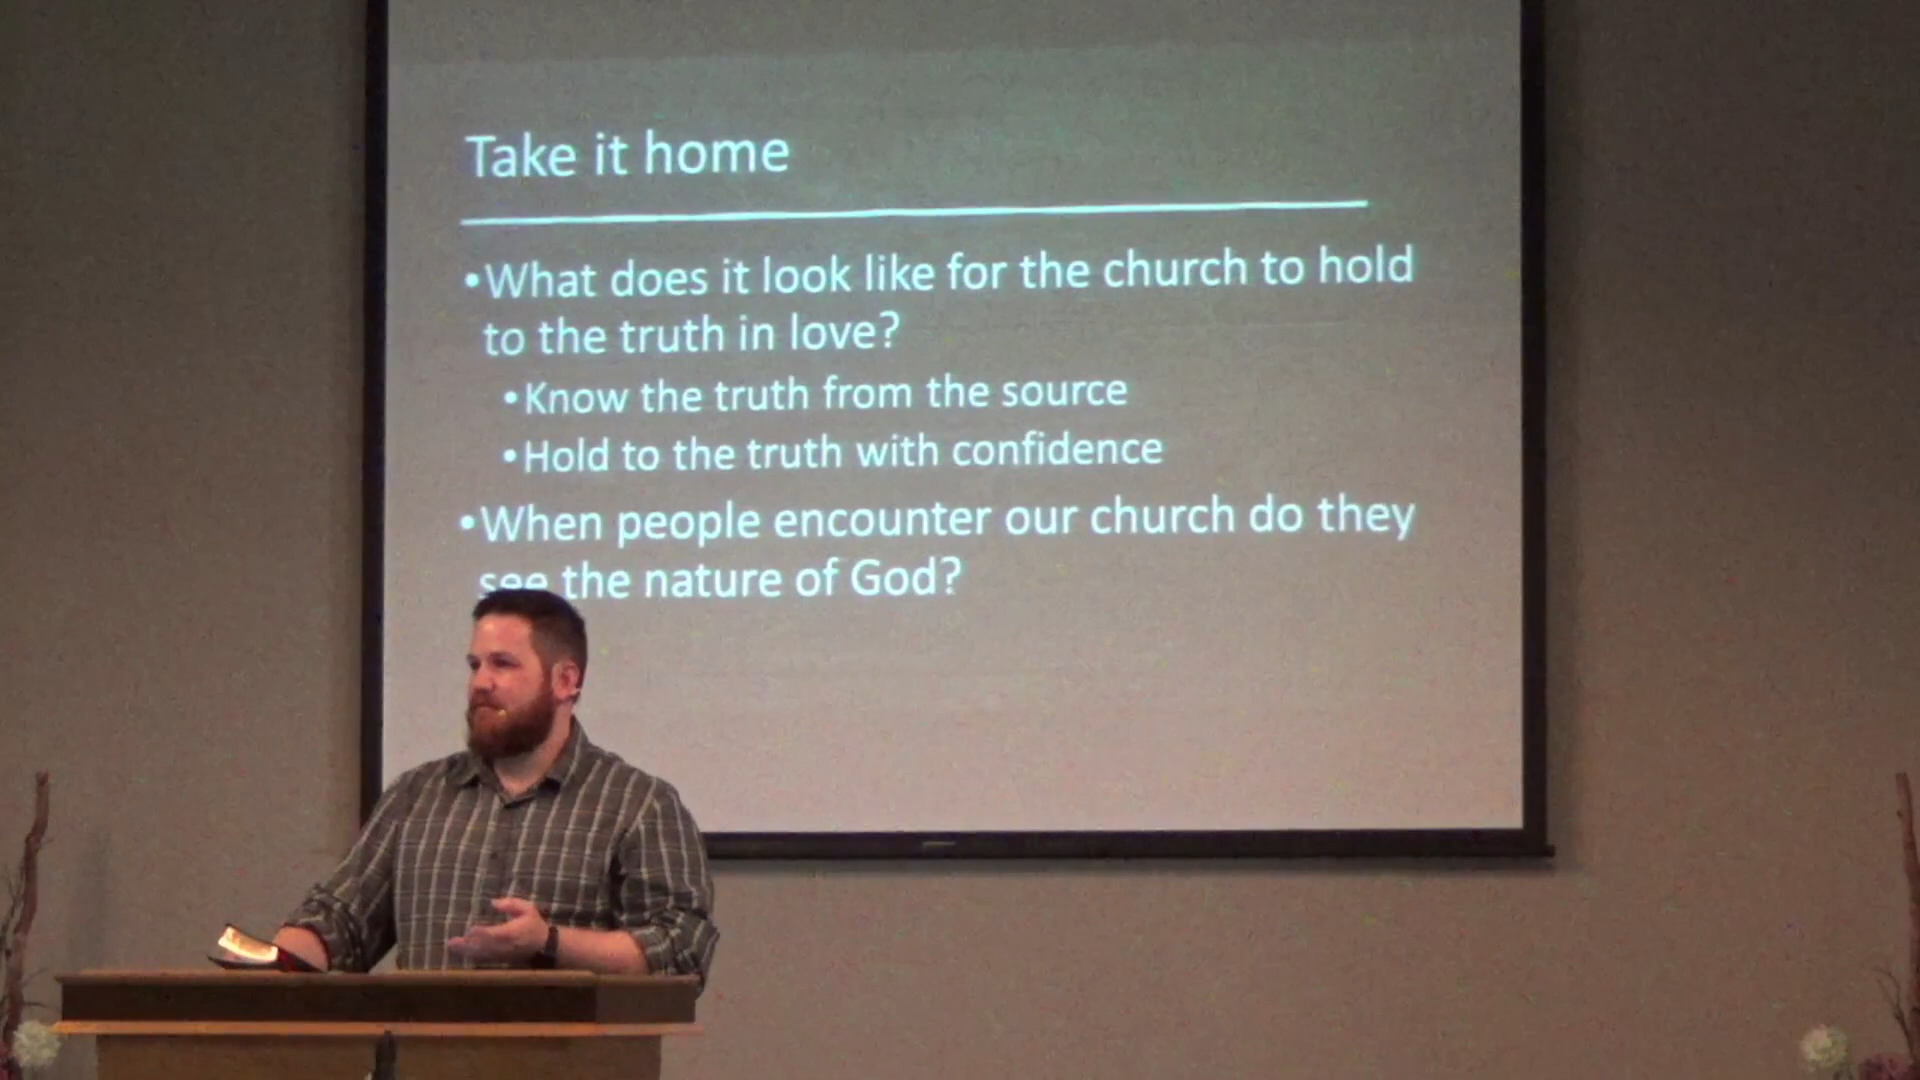 Take it home
•What does it look like for the church to hold
to the truth in love?
•Know the truth from the source
•Hold to the truth with confidence
•When people encounter our church do they
see the nature of God?